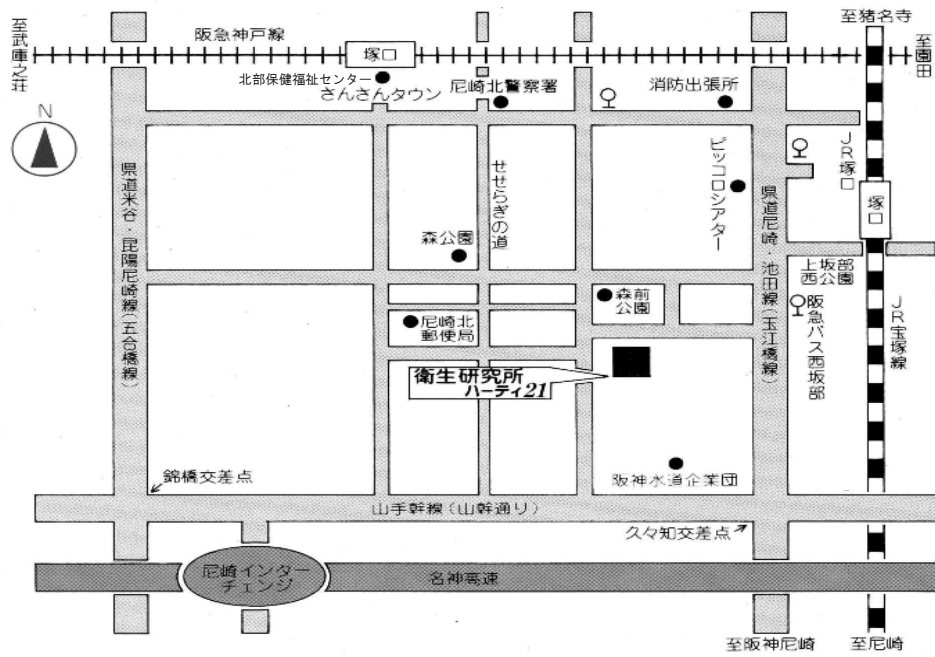 至武庫之荘
阪急神戸線
塚口
至猪名寺
至園田
北部保健福祉センター
さんさんタウン
尼崎北警察署
消防出張所
N
JR塚口
塚口
県道米谷・昆陽尼崎線(五合橋線)
せせらぎの道
ピッコロシアター
県道尼崎・池田線(玉江橋線)
森公園
上坂部
西公園
森前
公園
尼崎北
郵便局
阪急バス西坂部
JR宝塚線
衛生研究所
ハーティ21
錦橋交差点
阪神水道企業団
山手幹線(山幹通り)
久々知交差点
尼崎インター
チェンジ
名神高速
至阪神尼崎
至尼崎